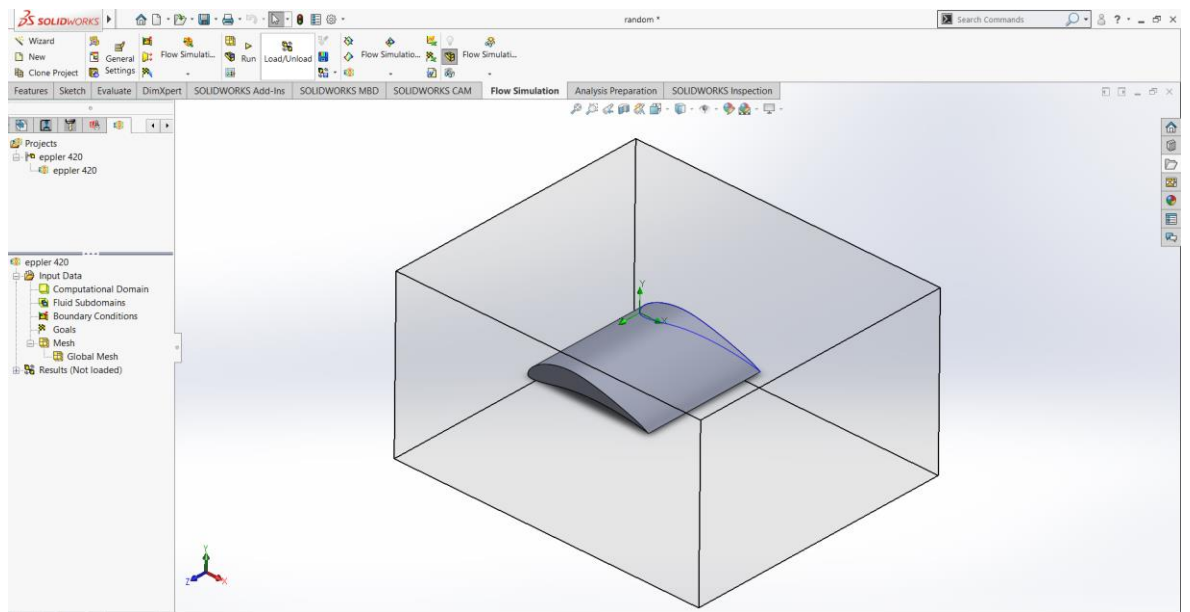 SOLIDWORKS
random *
Search Commands
Wizard
New
Clone Project
General Settings
Flow Simulati...
Run
Load/Unload
Flow Simulatio...
Flow Simulati...
Features Sketch Evaluate DimXpert SOLIDWORKS Add-Ins SOLIDWORKS MBD SOLIDWORKS CAM Flow Simulation Analysis Preparation SOLIDWORKS Inspection
Projects
eppler 420
eppler 420
eppler 420
Input Data
Computational Domain
Fluid Subdomains
Boundary Conditions
Goals
Mesh
Global Mesh
Results (Not loaded)
Y
Z
X
Y
Z
X